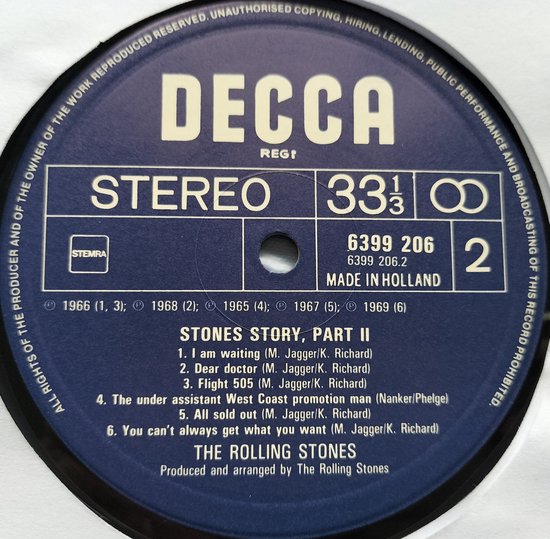 ALL RIGHTS OF THE PRODUCER AND OF THE OWNER OF THE WORK REPRODUCED RESERVED. UNAUTHORISED COPYING, HIRING, LENDING, PUBLIC PERFORMANCE AND BROADCASTING OF THIS RECORD PROHIBITED.
DECCA
REGᵈ
STEREO
33⅓
STEMRA
6399 206
6399 206.2
MADE IN HOLLAND
2
℗ 1966 (1, 3); ℗ 1968 (2); ℗ 1965 (4); ℗ 1967 (5); ℗ 1969 (6)
STONES STORY, PART II
1. I am waiting (M. Jagger/K. Richard)
2. Dear doctor (M. Jagger/K. Richard)
3. Flight 505 (M. Jagger/K. Richard)
4. The under assistant West Coast promotion man (Nanker/Phelge)
5. All sold out (M. Jagger/K. Richard)
6. You can't always get what you want (M. Jagger/K. Richard)
THE ROLLING STONES
Produced and arranged by The Rolling Stones